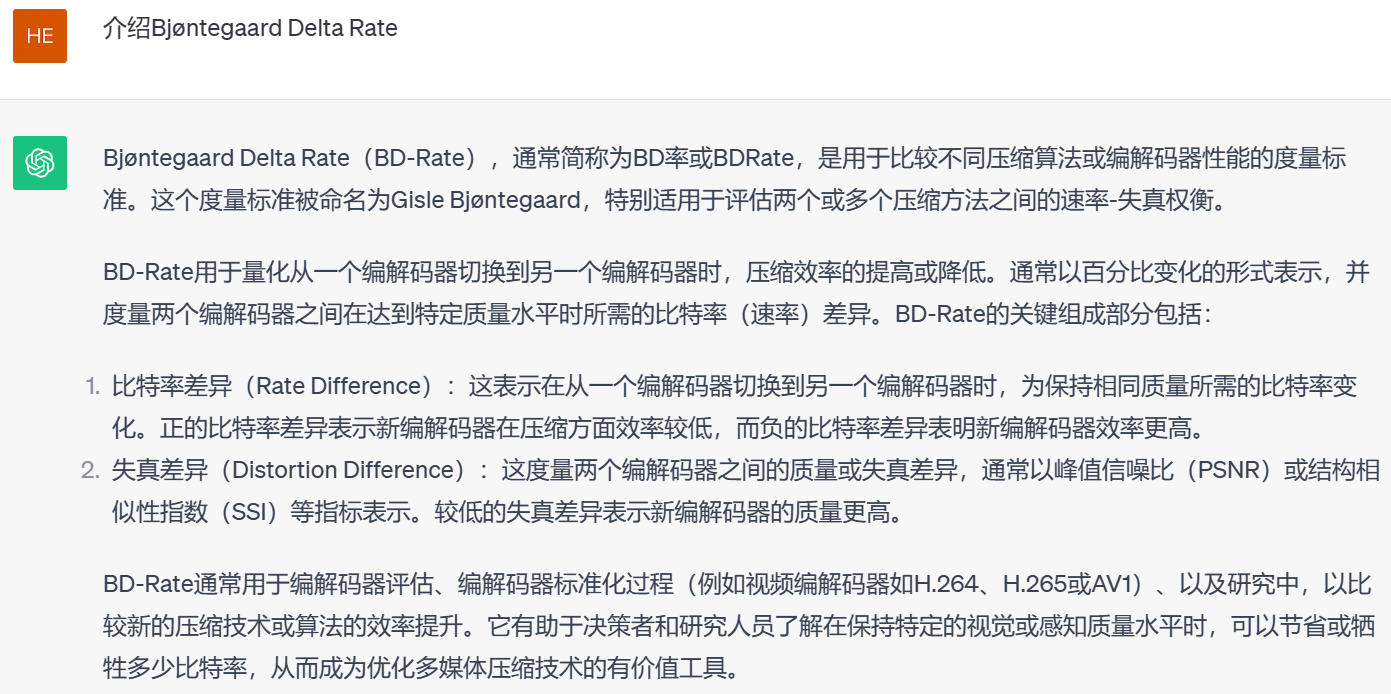 HE
介绍Bjøntegaard Delta Rate
Bjøntegaard Delta Rate（BD-Rate），通常简称为BD率或BDRate，是用于比较不同压缩算法或编解码器性能的度量标
准。这个度量标准被命名为Gisle Bjøntegaard，特别适用于评估两个或多个压缩方法之间的速率-失真权衡。
BD-Rate用于量化从一个编解码器切换到另一个编解码器时，压缩效率的提高或降低。通常以百分比变化的形式表示，并
度量两个编解码器之间在达到特定质量水平时所需的比特率（速率）差异。BD-Rate的关键组成部分包括：
1. 比特率差异（Rate Difference）：这表示在从一个编解码器切换到另一个编解码器时，为保持相同质量所需的比特率变
化。正的比特率差异表示新编解码器在压缩方面效率较低，而负的比特率差异表明新编解码器效率更高。
2. 失真差异（Distortion Difference）：这度量两个编解码器之间的质量或失真差异，通常以峰值信噪比（PSNR）或结构相
似性指数（SSI）等指标表示。较低的失真差异表示新编解码器的质量更高。
BD-Rate通常用于编解码器评估、编解码器标准化过程（例如视频编解码器如H.264、H.265或AV1）、以及研究中，以比
较新的压缩技术或算法的效率提升。它有助于决策者和研究人员了解在保持特定的视觉或感知质量水平时，可以节省或牺
牲多少比特率，从而成为优化多媒体压缩技术的有价值工具。